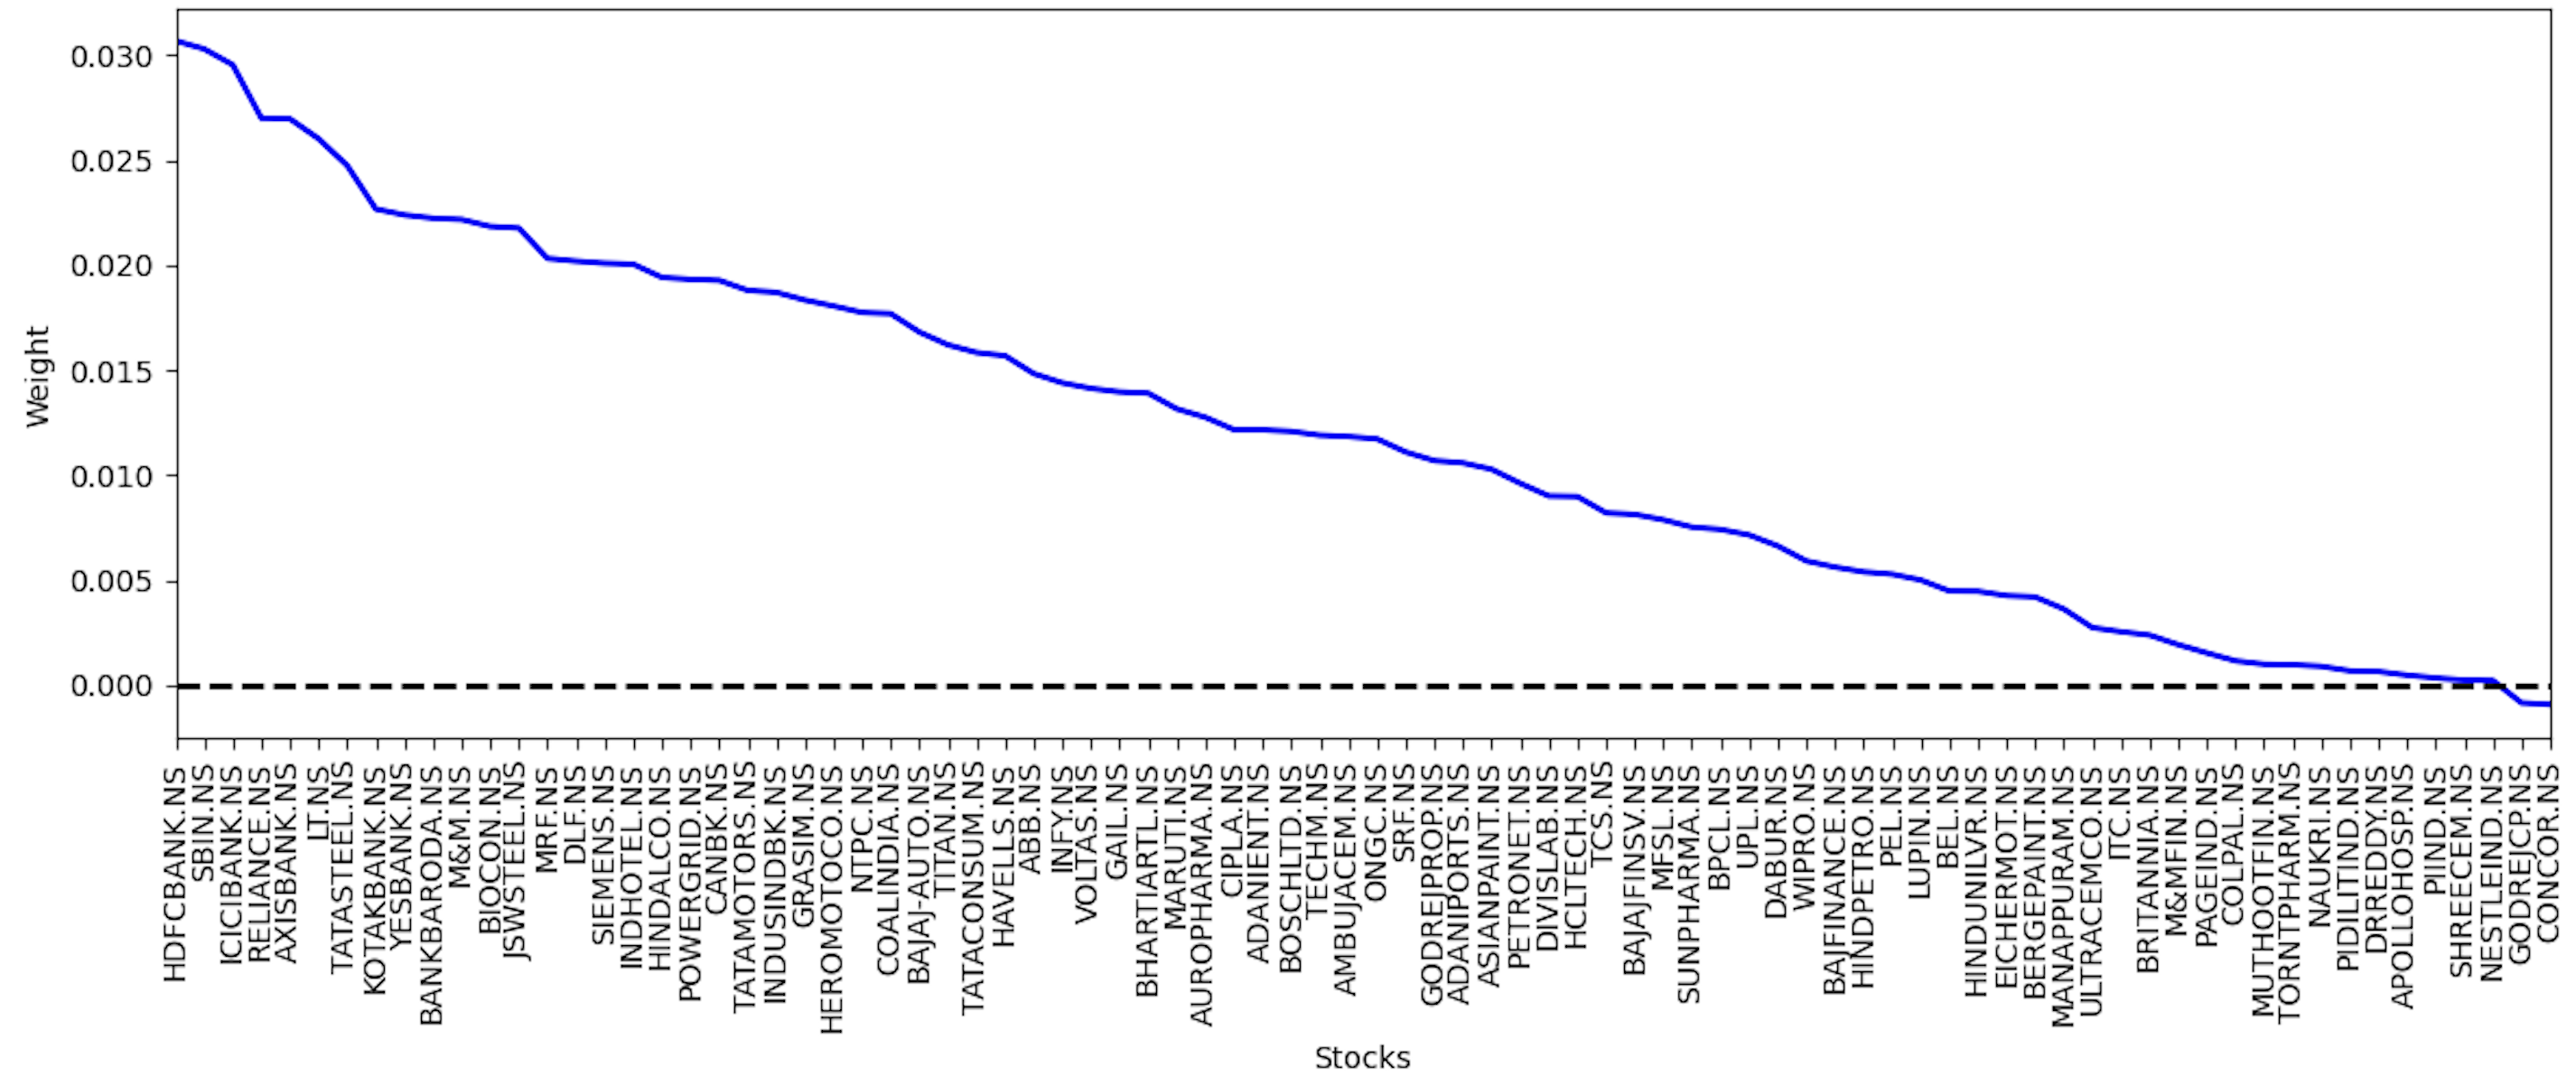 0.030
0.025
0.020
0.015
0.010
0.005
0.000
Weight
HDFCBANK.NS
SBIN.NS
ICICIBANK.NS
RELIANCE.NS
AXISBANK.NS
LT.NS
TATASTEEL.NS
KOTAKBANK.NS
YESBANK.NS
BANKBARODA.NS
M&M.NS
BIOCON.NS
JSWSTEEL.NS
MRF.NS
DLF.NS
SIEMENS.NS
INDHOTEL.NS
HINDALCO.NS
POWERGRID.NS
CANBK.NS
TATAMOTORS.NS
INDUSINDBK.NS
GRASIM.NS
HEROMOTOCO.NS
NTPC.NS
COALINDIA.NS
BAJAJ-AUTO.NS
TITAN.NS
TATACONSUM.NS
HAVELLS.NS
ABB.NS
INFY.NS
VOLTAS.NS
GAIL.NS
BHARTIARTL.NS
MARUTI.NS
AUROPHARMA.NS
CIPLA.NS
ADANIENT.NS
BOSCHLTD.NS
TECHM.NS
AMBUJACEM.NS
ONGC.NS
SRF.NS
GODREJPROP.NS
ADANIPORTS.NS
ASIANPAINT.NS
PETRONET.NS
DIVISLAB.NS
HCLTECH.NS
TCS.NS
BAJAJFINSV.NS
MFSL.NS
SUNPHARMA.NS
BPCL.NS
UPL.NS
DABUR.NS
WIPRO.NS
BAJFINANCE.NS
HINDPETRO.NS
PEL.NS
LUPIN.NS
BEL.NS
HINDUNILVR.NS
EICHERMOT.NS
BERGEPAINT.NS
MANAPPURAM.NS
ULTRACEMCO.NS
ITC.NS
BRITANNIA.NS
M&MFIN.NS
PAGEIND.NS
COLPAL.NS
MUTHOOTFIN.NS
TORNTPHARM.NS
NAUKRI.NS
PIDILITIND.NS
DRREDDY.NS
APOLLOHOSP.NS
PIIND.NS
SHREECEM.NS
NESTLEIND.NS
GODREJCP.NS
CONCOR.NS
Stocks